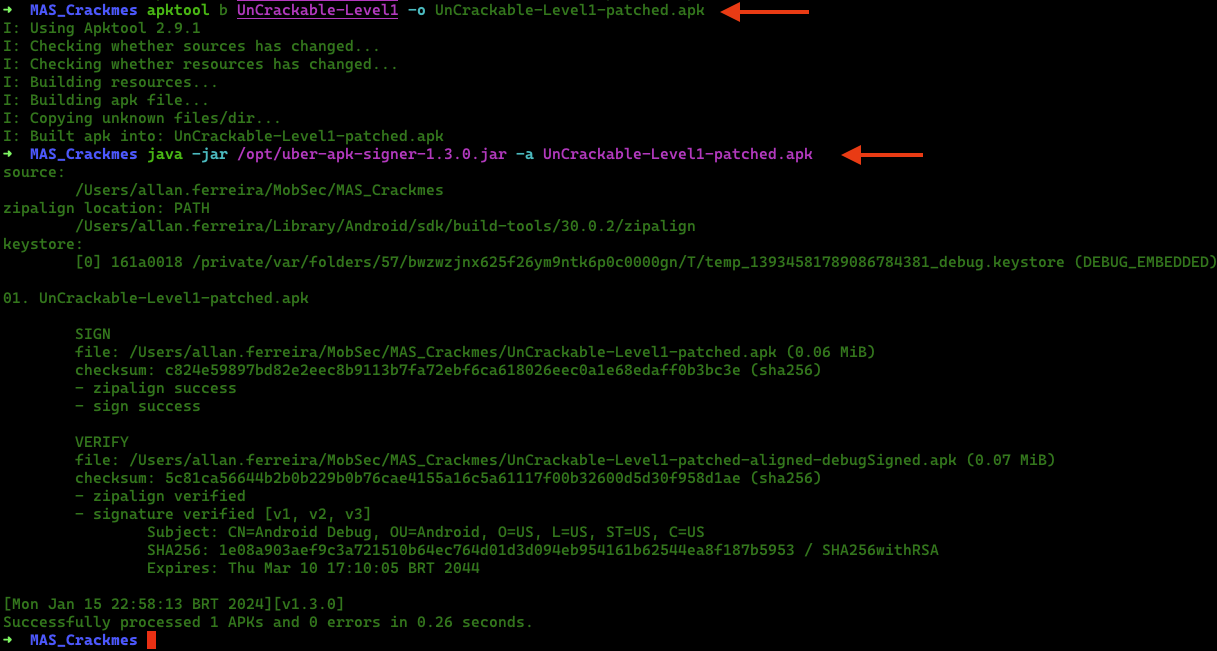 → MAS_Crackmes apktool b UnCrackable-Level1 -o UnCrackable-Level1-patched.apk
I: Using Apktool 2.9.1
I: Checking whether sources has changed...
I: Checking whether resources has changed...
I: Building resources...
I: Building apk file...
I: Copying unknown files/dir...
I: Built apk into: UnCrackable-Level1-patched.apk
→ MAS_Crackmes java -jar /opt/uber-apk-signer-1.3.0.jar -a UnCrackable-Level1-patched.apk
source:
/Users/allan.ferreira/MobSec/MAS_Crackmes
zipalign location: PATH
/Users/allan.ferreira/Library/Android/sdk/build-tools/30.0.2/zipalign
keystore:
[0] 161a0018 /private/var/folders/57/bwzwzjnx625f26ym9ntk6p0c0000gn/T/temp_13934581789086784381_debug.keystore (DEBUG_EMBEDDED)
01. UnCrackable-Level1-patched.apk
SIGN
file: /Users/allan.ferreira/MobSec/MAS_Crackmes/UnCrackable-Level1-patched.apk (0.06 MiB)
checksum: c824e59897bd82e2eec8b9113b7fa72ebf6ca618026eec0a1e68edaff0b3bc3e (sha256)
- zipalign success
- sign success
VERIFY
file: /Users/allan.ferreira/MobSec/MAS_Crackmes/UnCrackable-Level1-patched-aligned-debugSigned.apk (0.07 MiB)
checksum: 5c81ca56644b2b0b229b0b76cae4155a16c5a61117f00b32600d5d30f958d1ae (sha256)
- zipalign verified
- signature verified [v1, v2, v3]
Subject: CN=Android Debug, OU=Android, O=US, L=US, ST=US, C=US
SHA256: 1e08a903aef9c3a721510b64ec764d01d3d094eb954161b62544ea8f187b5953 / SHA256withRSA
Expires: Thu Mar 10 17:10:05 BRT 2044
[Mon Jan 15 22:58:13 BRT 2024][v1.3.0]
Successfully processed 1 APKs and 0 errors in 0.26 seconds.
→ MAS_Crackmes